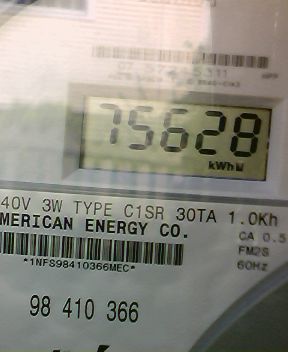 75628
kWh
40V 3W TYPE C1SR 30TA 1.0Kh
MERICAN ENERGY CO.
CA 0.5
FM2S
60Hz
*1NFS98410366MEC*
98 410 366